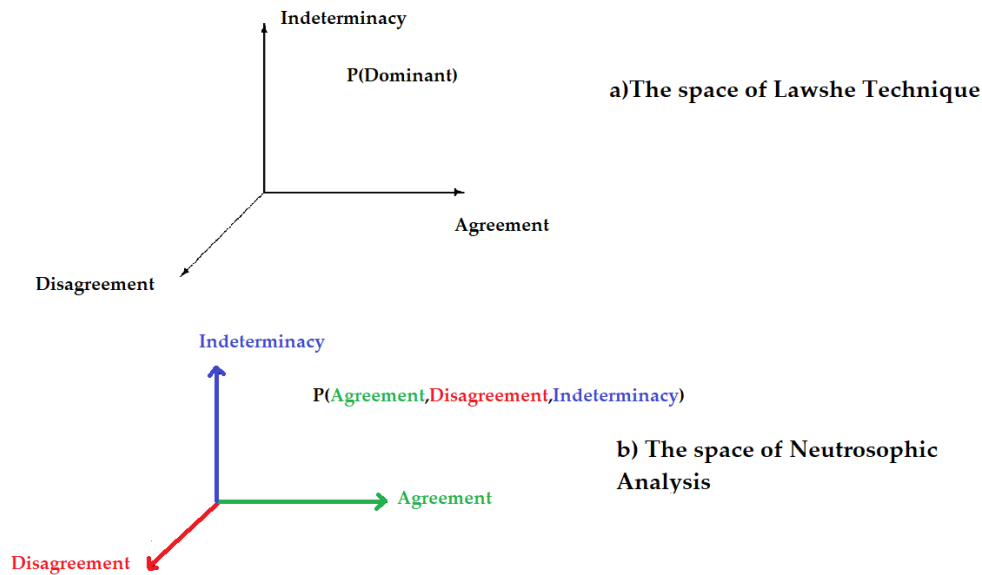 Indeterminacy
P(Dominant)
a)The space of Lawshe Technique
Agreement
Disagreement
Indeterminacy
P(Agreement,Disagreement,Indeterminacy)
b) The space of Neutrosophic
Analysis
Agreement
Disagreement